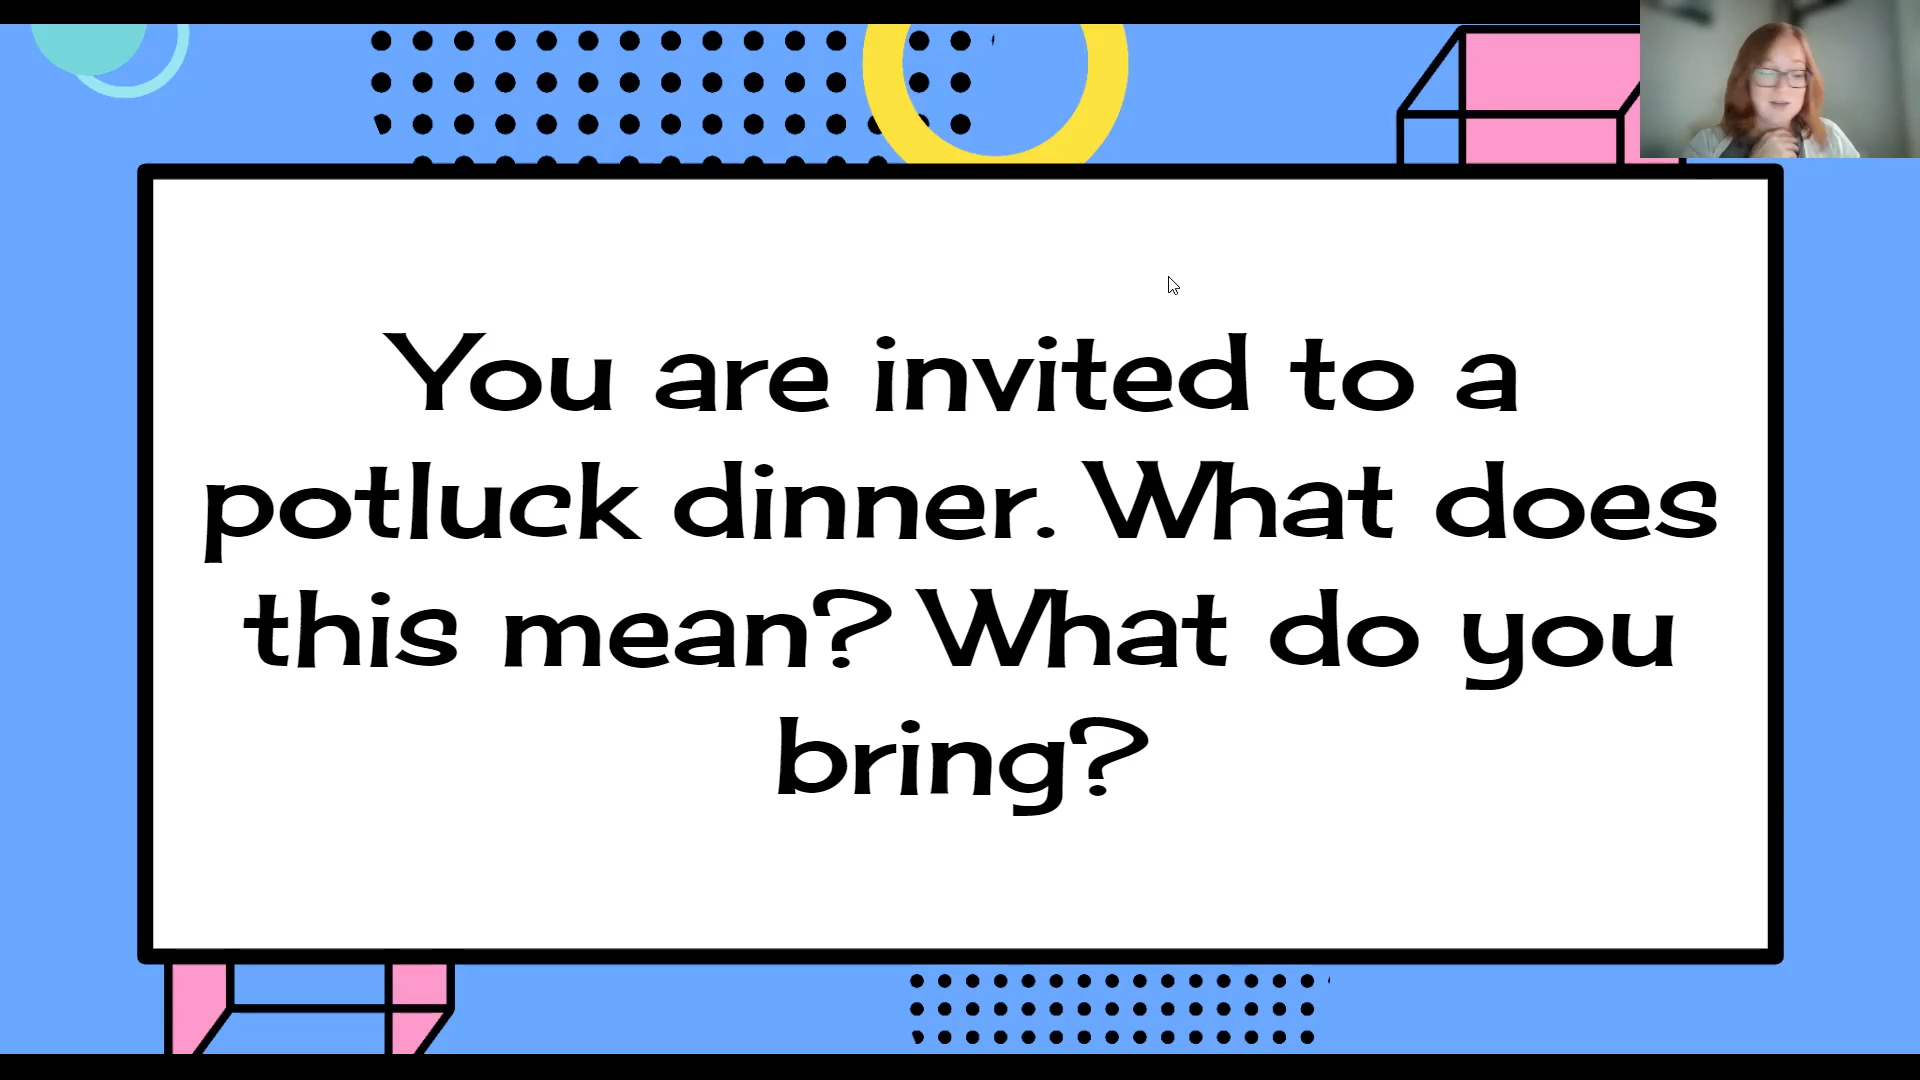 You are invited to a
potluck dinner. What does
this mean? What do you
bring?